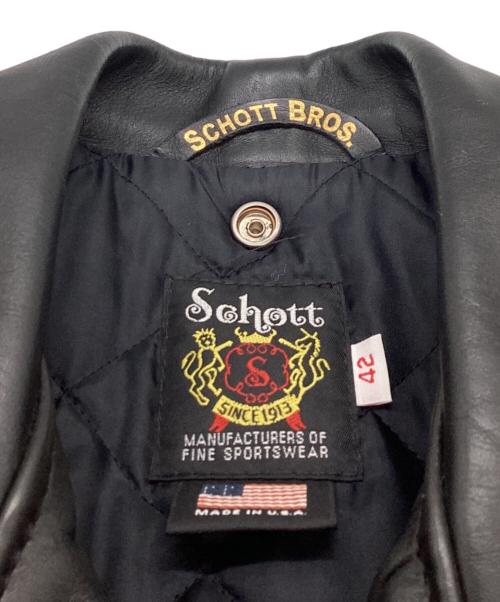 SCHOTT BROS.
Schott
S
SINCE 1913
MANUFACTURERS OF
FINE SPORTSWEAR
42
MADE IN U.S.A.